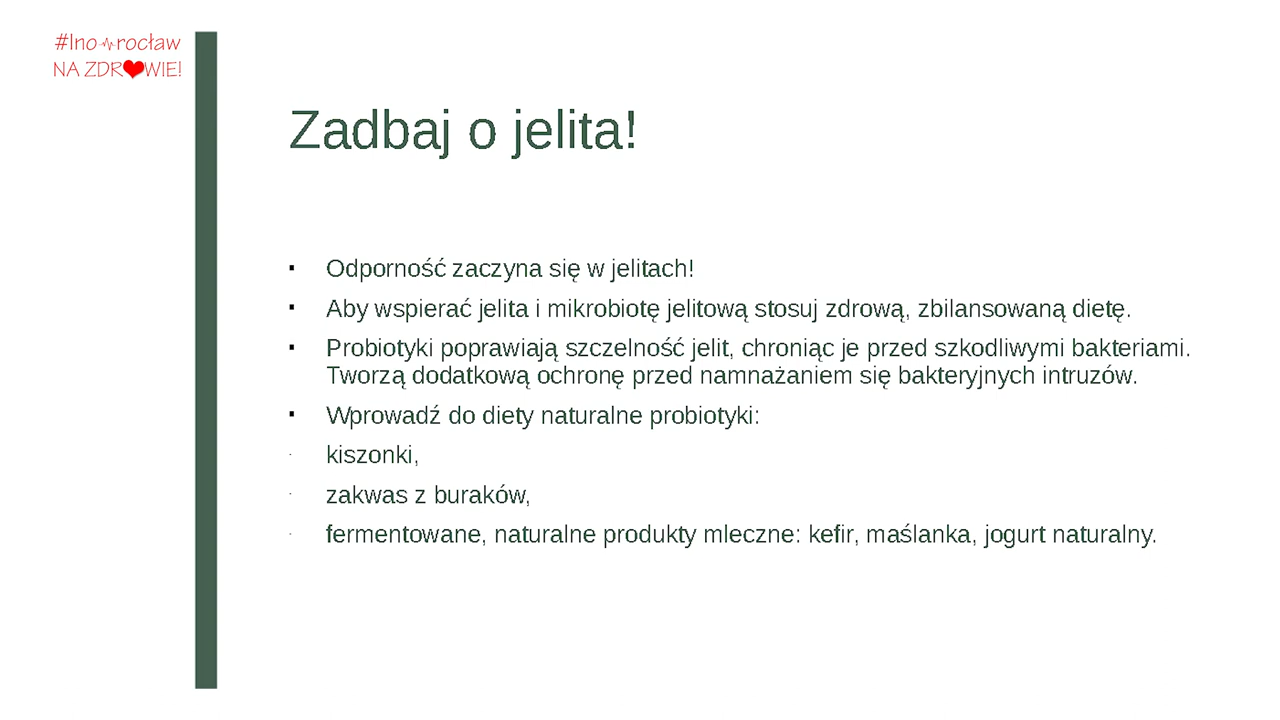 #Inowrocław
NA ZDROWIE!
Zadbaj o jelita!
Odporność zaczyna się w jelitach!
Aby wspierać jelita i mikrobiotę jelitową stosuj zdrową, zbilansowaną dietę.
Probiotyki poprawiają szczelność jelit, chroniąc je przed szkodliwymi bakteriami.
Tworzą dodatkową ochronę przed namnażaniem się bakteryjnych intruzów.
Wprowadź do diety naturalne probiotyki:
kiszonki,
zakwas z buraków,
fermentowane, naturalne produkty mleczne: kefir, maślanka, jogurt naturalny.